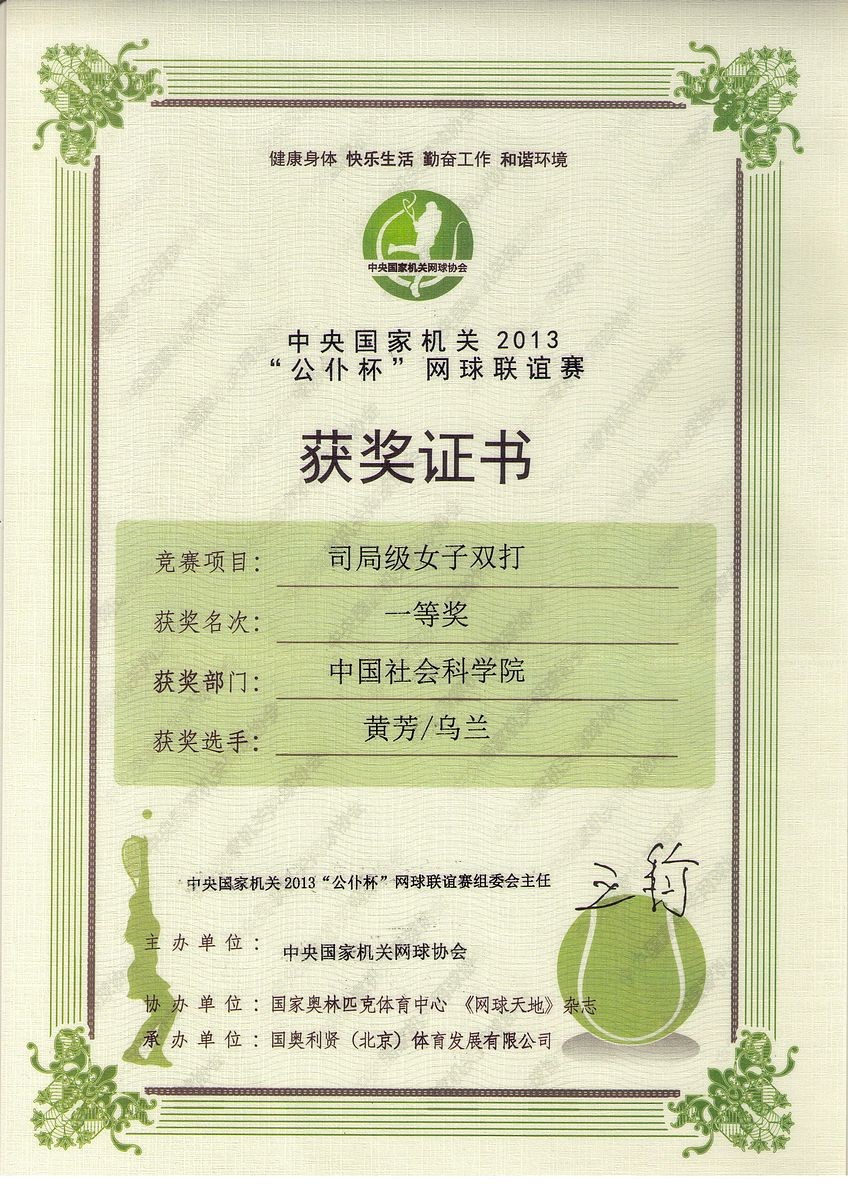 健康身体 快乐生活 勤奋工作 和谐环境
中央国家机关网球协会
中央国家机关 2013
“公仆杯”网球联谊赛
获奖证书
竞赛项目： 司局级女子双打
获奖名次： 一等奖
获奖部门： 中国社会科学院
获奖选手： 黄芳/乌兰
中央国家机关2013“公仆杯”网球联谊赛组委会主任
主办单位： 中央国家机关网球协会
协办单位：国家奥林匹克体育中心 《网球天地》杂志
承办单位：国奥利贤（北京）体育发展有限公司